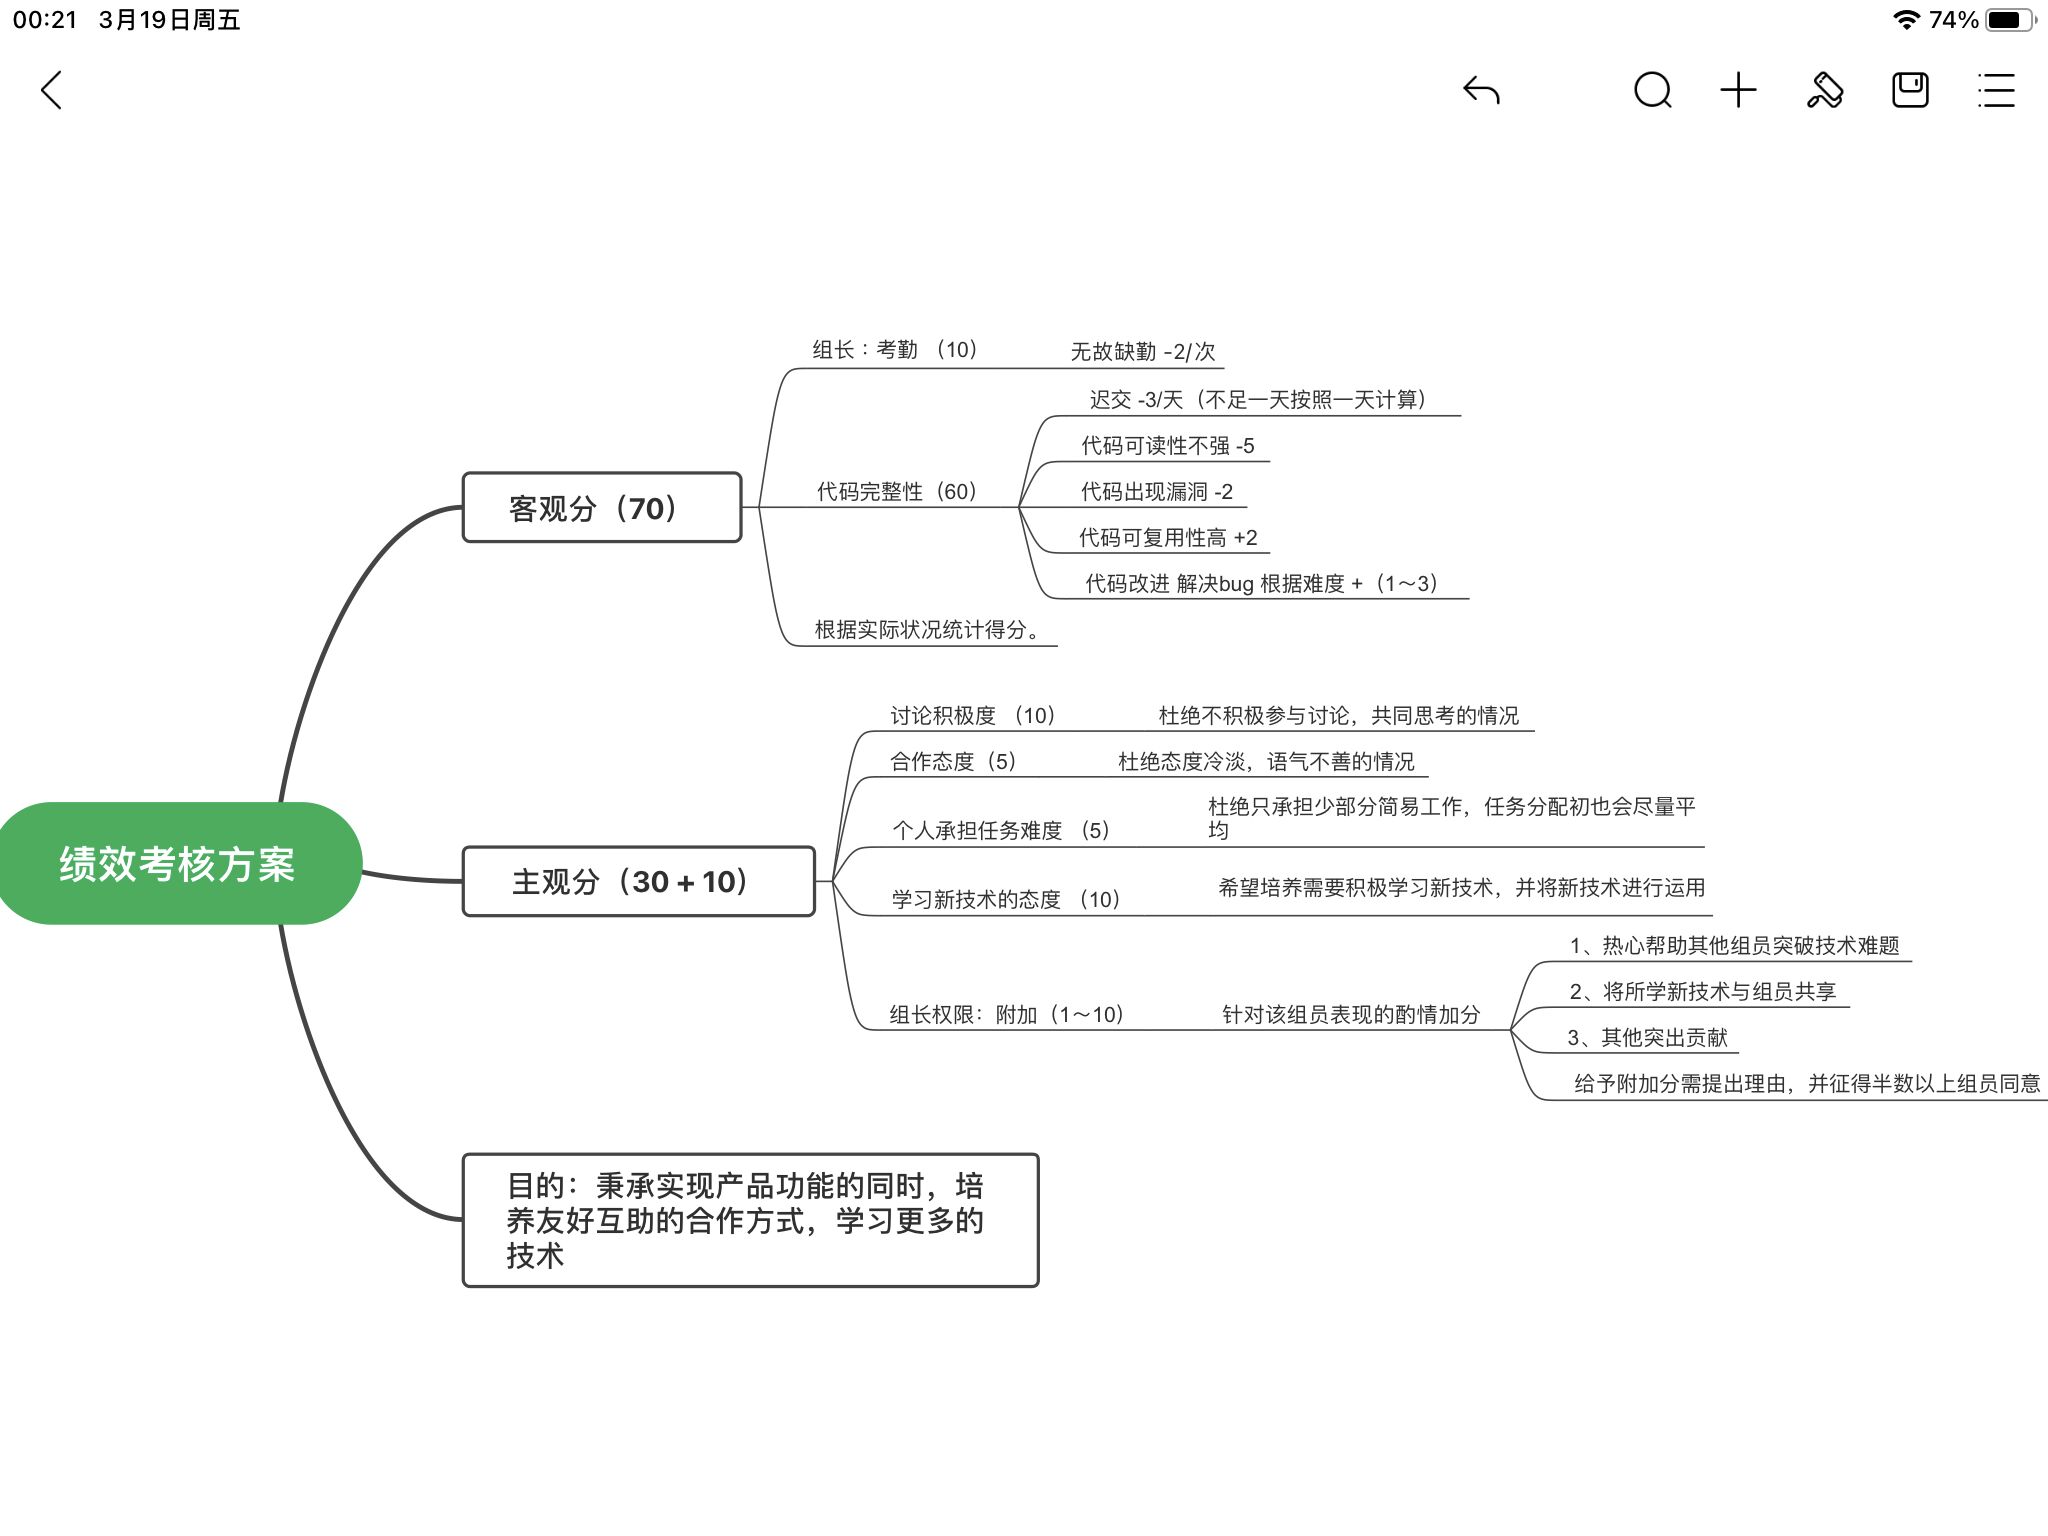 00:21 3月19日周五
74%
组长：考勤 （10）
无故缺勤 -2/次
迟交 -3/天（不足一天按照一天计算）
代码可读性不强 -5
客观分（70）
代码完整性（60）
代码出现漏洞 -2
代码可复用性高 +2
代码改进 解决bug 根据难度 +（1～3）
根据实际状况统计得分。
讨论积极度 （10）
杜绝不积极参与讨论，共同思考的情况
合作态度（5）
杜绝态度冷淡，语气不善的情况
绩效考核方案
主观分（30 + 10）
个人承担任务难度 （5）
杜绝只承担少部分简易工作，任务分配初也会尽量平
均
学习新技术的态度 （10）
希望培养需要积极学习新技术，并将新技术进行运用
组长权限：附加（1～10）
针对该组员表现的酌情加分
1、热心帮助其他组员突破技术难题
2、将所学新技术与组员共享
3、其他突出贡献
给予附加分需提出理由，并征得半数以上组员同意
目的：秉承实现产品功能的同时，培
养友好互助的合作方式，学习更多的
技术